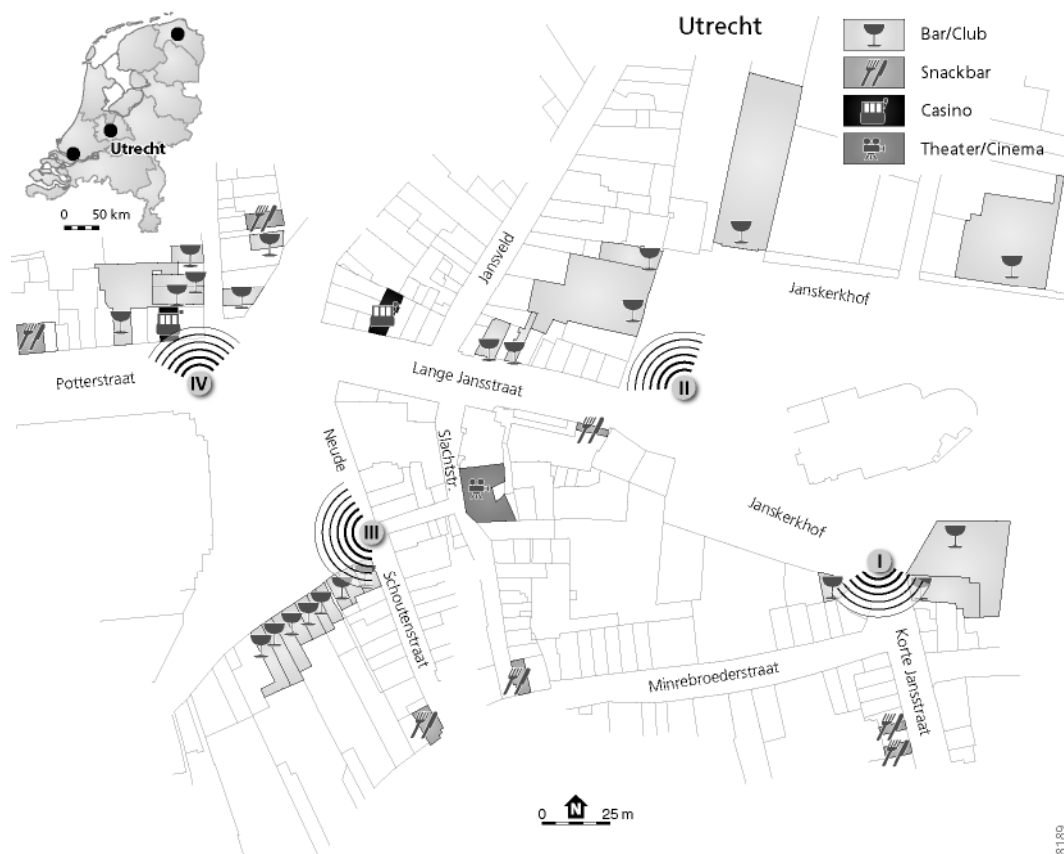 Utrecht
Bar/Club
Snackbar
Casino
Theater/Cinema
Utrecht
0 50 km
Jansveld
Janskerkhof
Potterstraat
IV
Lange Jansstraat
II
Neude
Slachtstr.
III
Janskerkhof
I
Schoutenstraat
Minrebroederstraat
Korte Jansstraat
N
0 25 m
8189